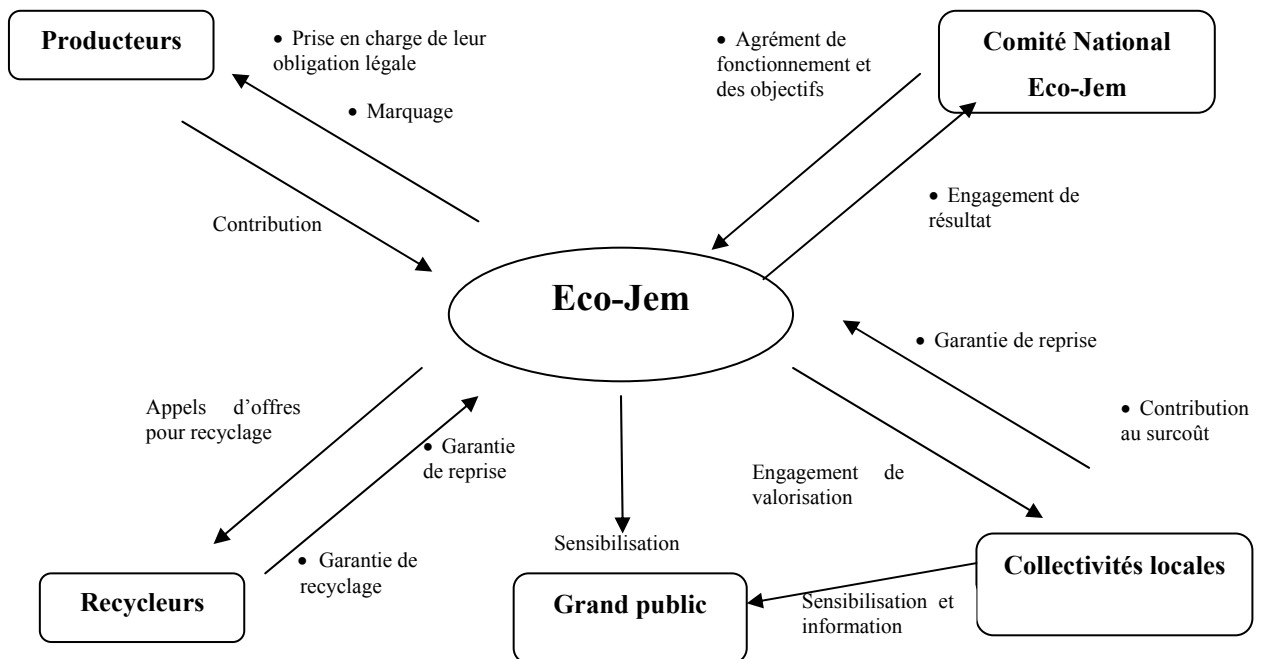 Producteurs
• Prise en charge de leur
obligation légale
• Marquage
• Agrément de
fonctionnement et
des objectifs
Comité National
Eco-Jem
Contribution
• Engagement de
résultat
Eco-Jem
• Garantie de reprise
Appels d’offres
pour recyclage
• Garantie
de reprise
• Contribution
au surcoût
Engagement de
valorisation
Sensibilisation
• Garantie de
recyclage
Recycleurs
Grand public
Collectivités locales
Sensibilisation et
information